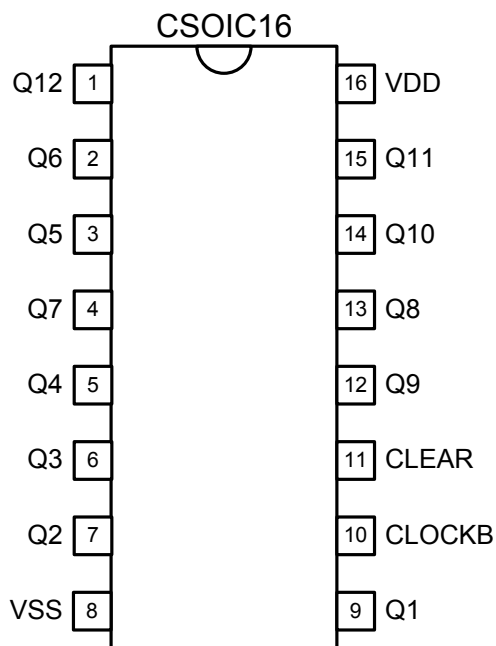 CSOIC16
Q12 1 16 VDD
Q6 2 15 Q11
Q5 3 14 Q10
Q7 4 13 Q8
Q4 5 12 Q9
Q3 6 11 CLEAR
Q2 7 10 CLOCKB
VSS 8 9 Q1